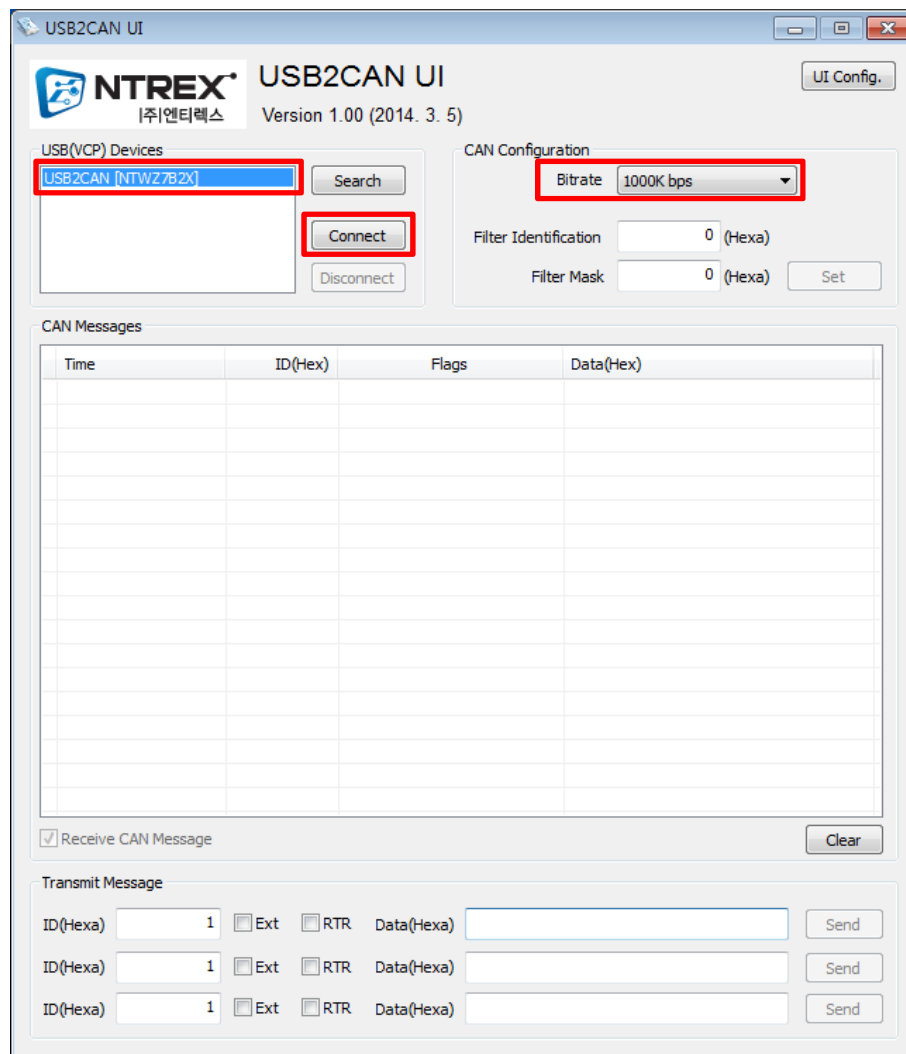 USB2CAN UI
NTREX
|주|엔티렉스
USB2CAN UI
Version 1.00 (2014. 3. 5)
UI Config.
USB(VCP) Devices
USB2CAN [NTWZ7B2X]
Search
Connect
Disconnect
CAN Configuration
Bitrate 1000K bps
Filter Identification 0 (Hexa)
Filter Mask 0 (Hexa) Set
CAN Messages
Time ID(Hex) Flags Data(Hex)
Receive CAN Message Clear
Transmit Message
ID(Hexa) 1 Ext RTR Data(Hexa) Send
ID(Hexa) 1 Ext RTR Data(Hexa) Send
ID(Hexa) 1 Ext RTR Data(Hexa) Send